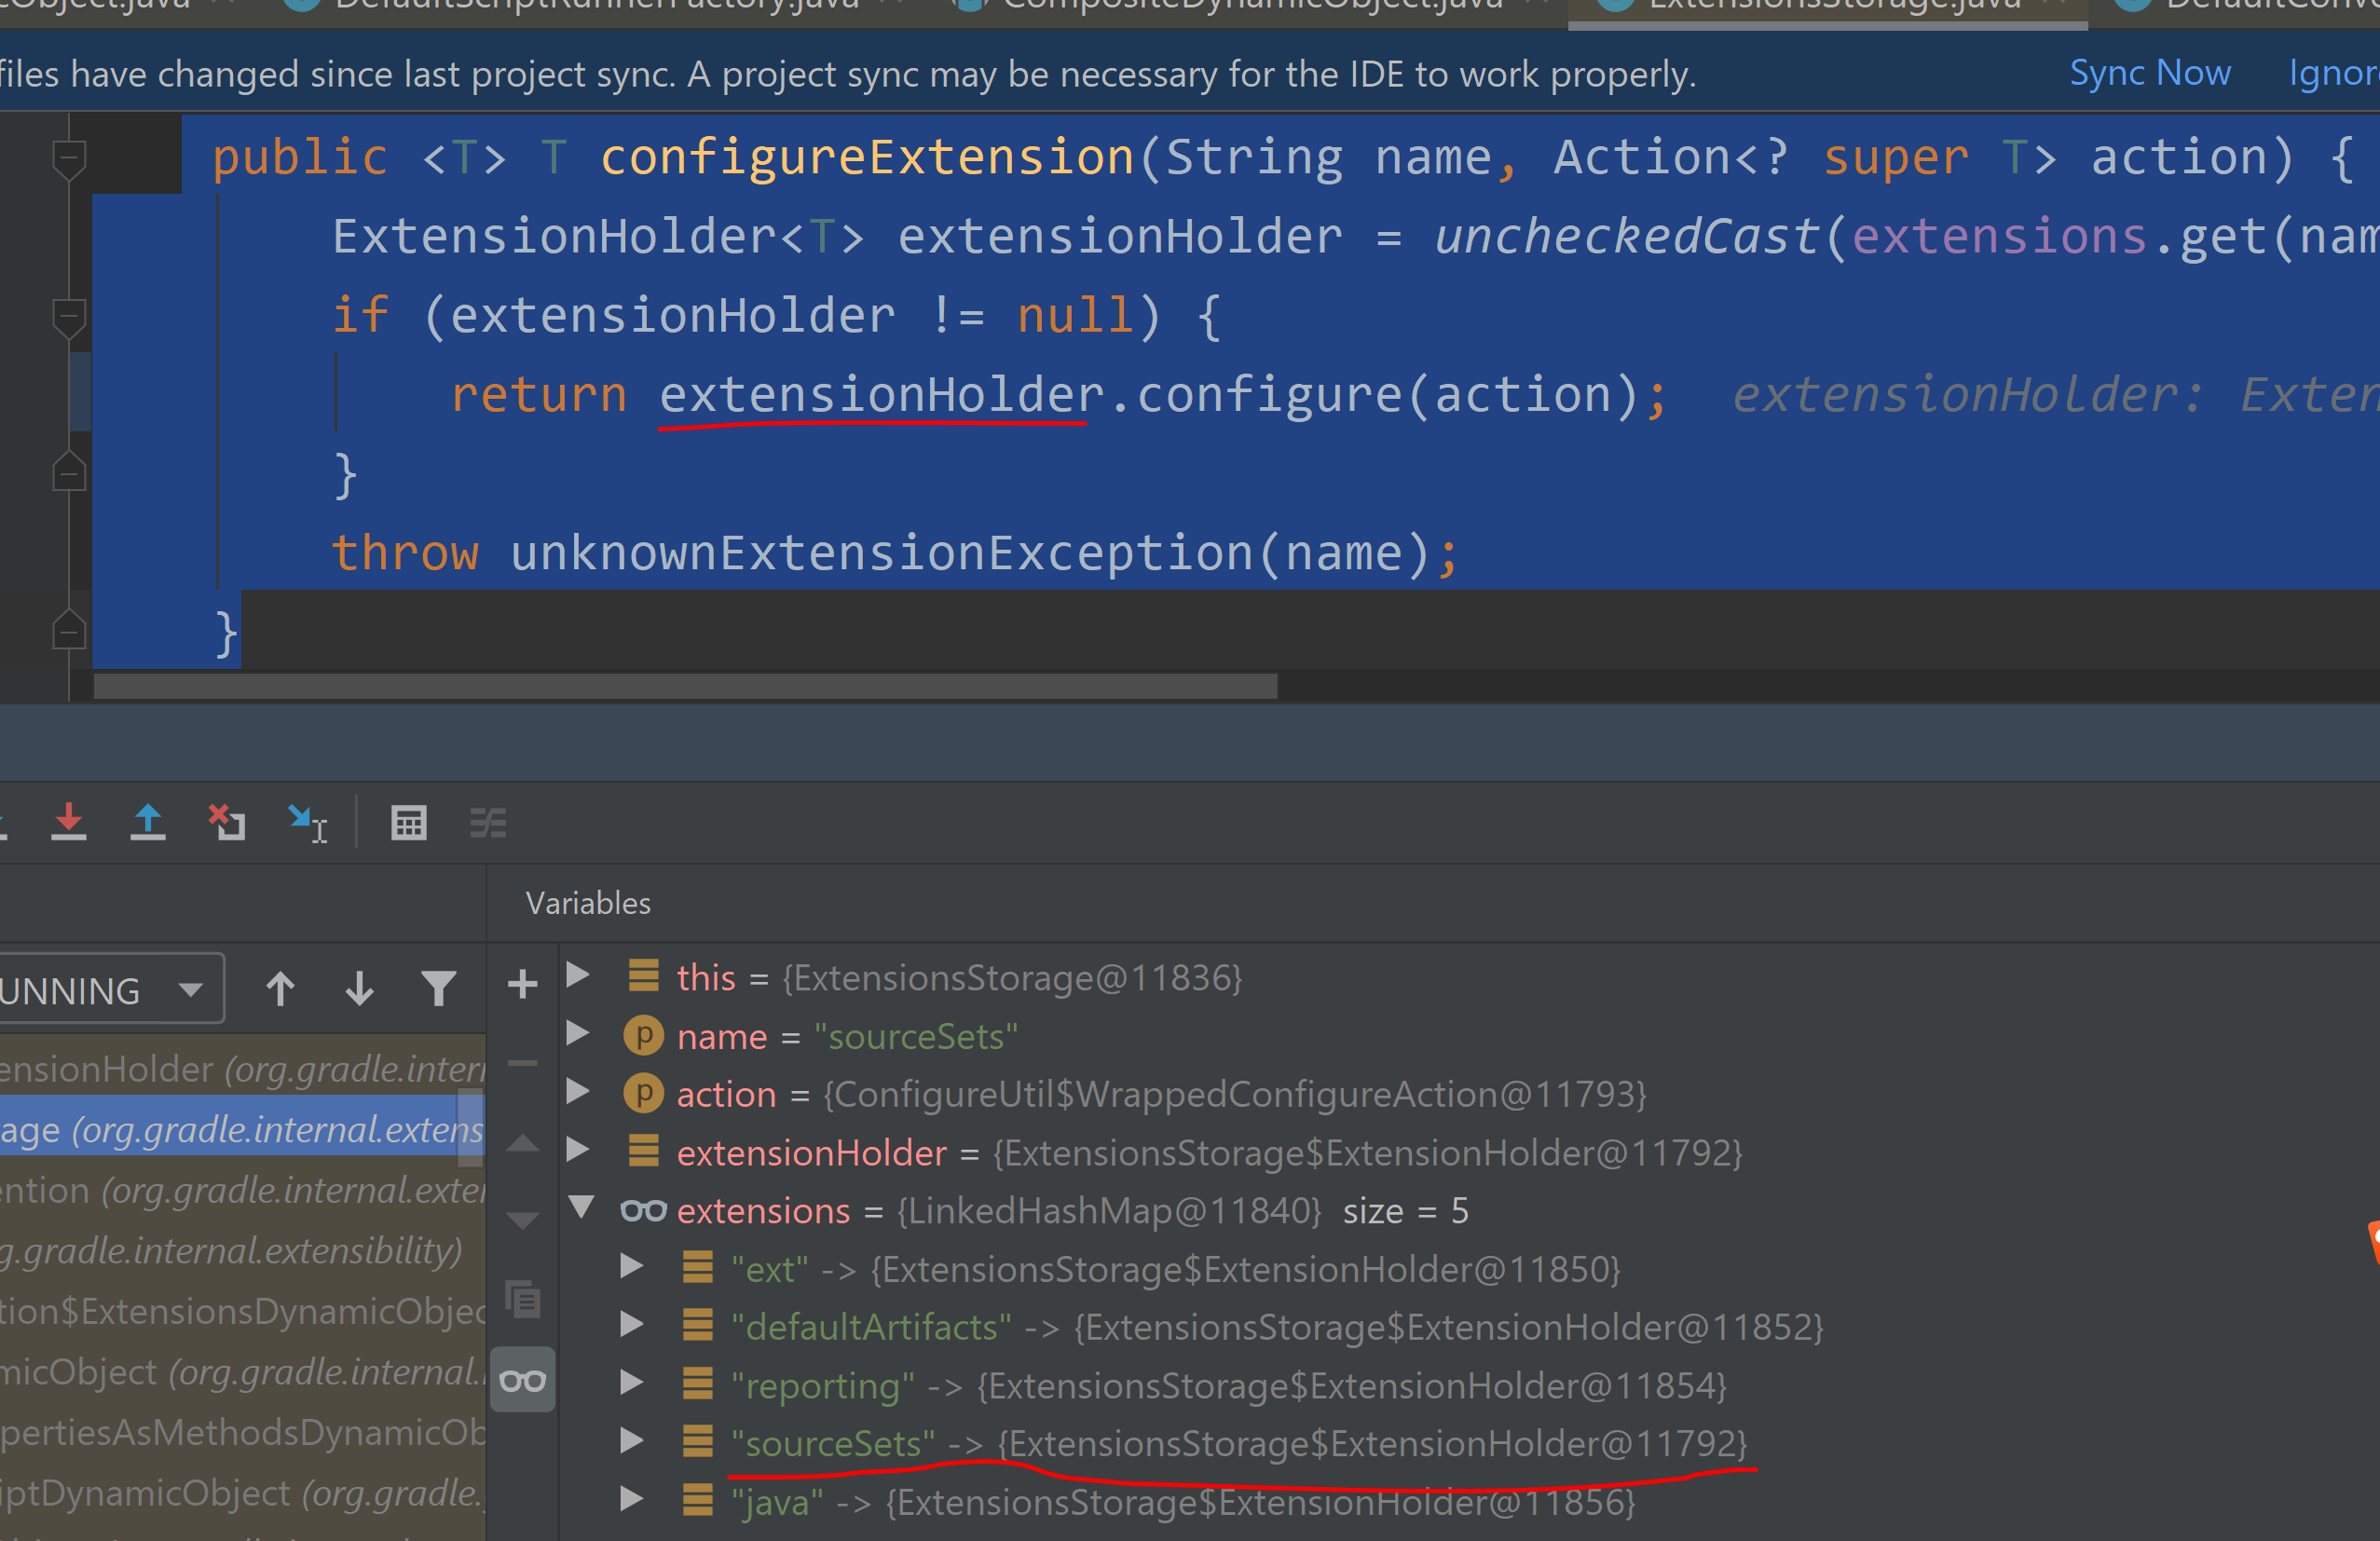 DefaultScriptRunnerFactory.java
CompositeDynamicObject.java
ExtensionsStorage.java
files have changed since last project sync. A project sync may be necessary for the IDE to work properly.
Sync Now
public <T> T configureExtension(String name, Action<? super T> action) {
ExtensionHolder<T> extensionHolder = uncheckedCast(extensions.get(nam
if (extensionHolder != null) {
return extensionHolder.configure(action); extensionHolder: Exten
}
throw unknownExtensionException(name);
}
Variables
UNNING
ensionHolder (org.gradle.intern
age (org.gradle.internal.extens
ention (org.gradle.internal.exter
g.gradle.internal.extensibility)
tion$ExtensionsDynamicObjec
micObject (org.gradle.internal.
pertiesAsMethodsDynamicOb
iptDynamicObject (org.gradle.
this = {ExtensionsStorage@11836}
name = "sourceSets"
action = {ConfigureUtil$WrappedConfigureAction@11793}
extensionHolder = {ExtensionsStorage$ExtensionHolder@11792}
extensions = {LinkedHashMap@11840} size = 5
"ext" -> {ExtensionsStorage$ExtensionHolder@11850}
"defaultArtifacts" -> {ExtensionsStorage$ExtensionHolder@11852}
"reporting" -> {ExtensionsStorage$ExtensionHolder@11854}
"sourceSets" -> {ExtensionsStorage$ExtensionHolder@11792}
"java" -> {ExtensionsStorage$ExtensionHolder@11856}